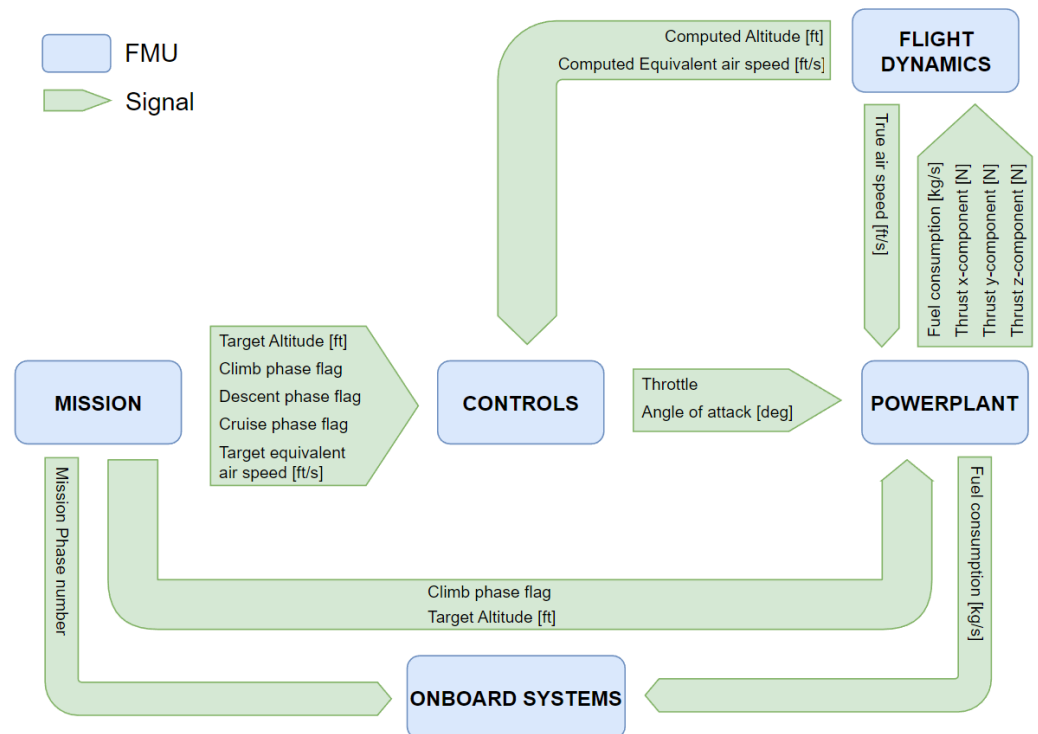 FMU
Signal
Computed Altitude [ft]
Computed Equivalent air speed [ft/s]
FLIGHT
DYNAMICS
True air speed [ft/s]
Fuel consumption [kg/s]
Thrust x-component [N]
Thrust y-component [N]
Thrust z-component [N]
MISSION
Target Altitude [ft]
Climb phase flag
Descent phase flag
Cruise phase flag
Target equivalent
air speed [ft/s]
CONTROLS
Throttle
Angle of attack [deg]
POWERPLANT
Mission Phase number
Climb phase flag
Target Altitude [ft]
Fuel consumption [kg/s]
ONBOARD SYSTEMS